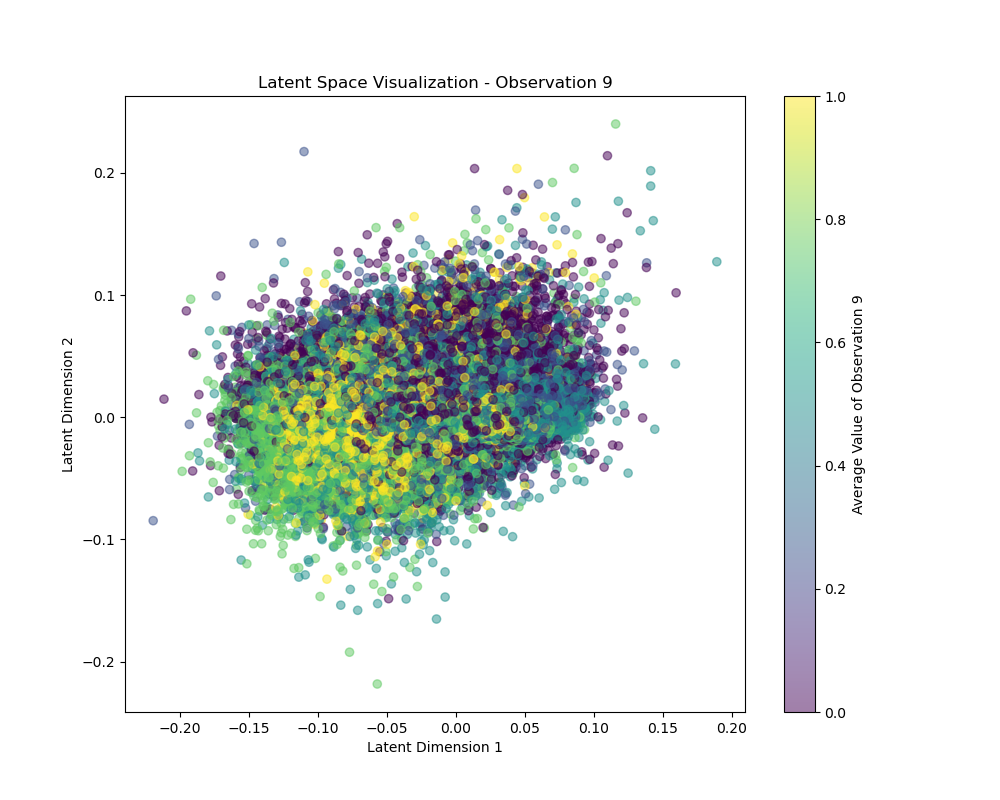 Latent Space Visualization - Observation 9
Latent Dimension 2
0.2
0.1
0.0
−0.1
−0.2
−0.20 −0.15 −0.10 −0.05 0.00 0.05 0.10 0.15 0.20
Latent Dimension 1
1.0
0.8
0.6
0.4
0.2
0.0
Average Value of Observation 9